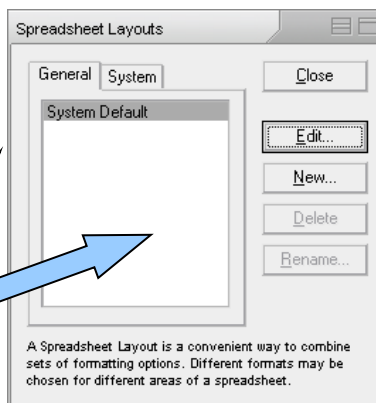 Spreadsheet Layouts
General System
System Default
Close
Edit...
New...
Delete
Rename...
A Spreadsheet Layout is a convenient way to combine
sets of formatting options. Different formats may be
chosen for different areas of a spreadsheet.